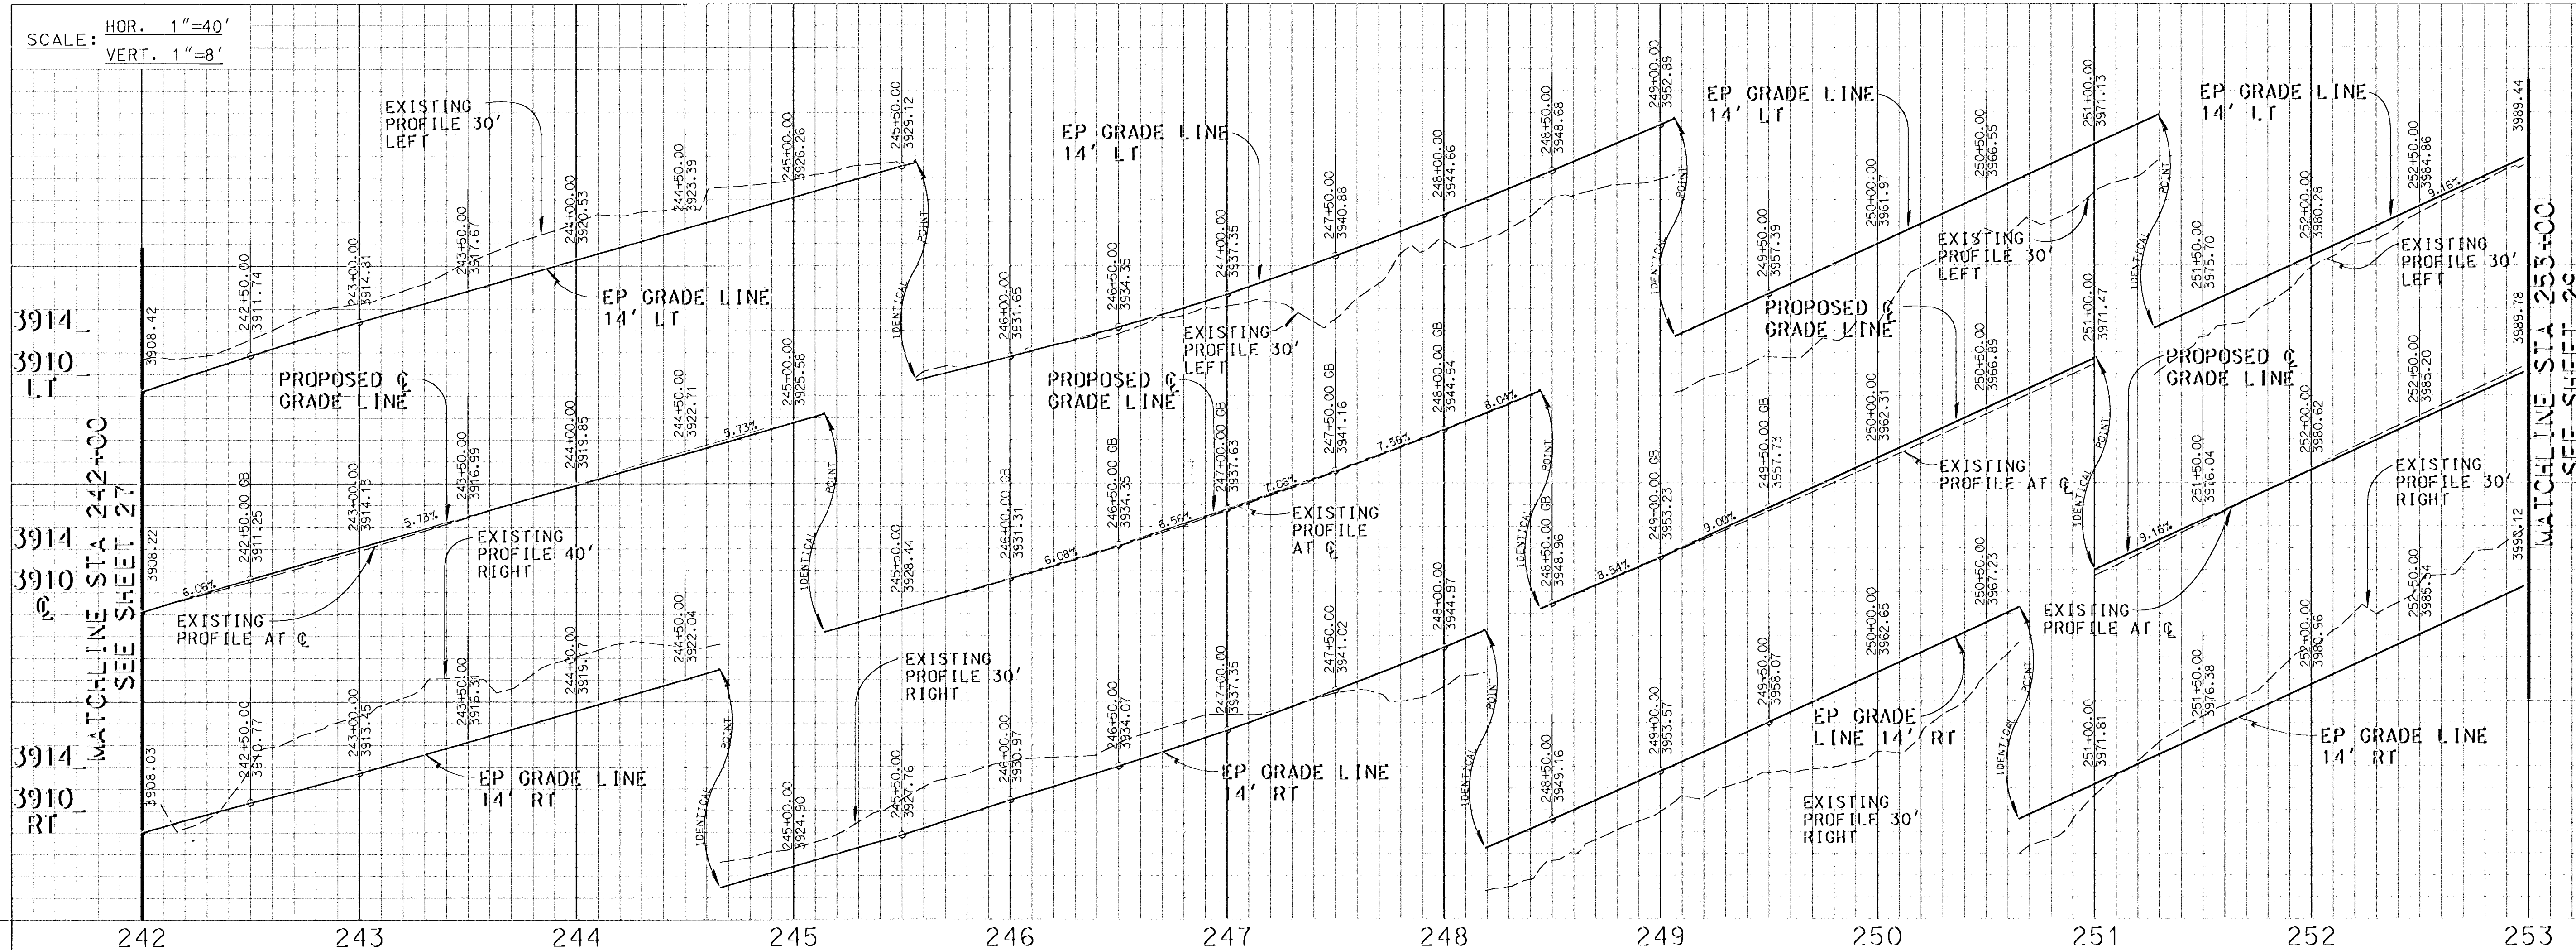 SCALE: HOR. 1"=40'
VERT. 1"=8'
3914
3910
LT
3908.42
242+50.00
3911.74
243+00.00
3914.31
243+50.00
3917.67
244+00.00
3920.53
244+50.00
3923.39
245+00.00
3926.26
245+50.00
3929.12
246+00.00
3931.65
246+50.00
3934.35
247+00.00
3937.35
247+50.00
3940.88
248+00.00
3944.66
248+50.00
3948.68
249+00.00
3952.89
249+50.00
3957.39
250+00.00
3961.97
250+50.00
3966.55
251+00.00
3971.13
251+50.00
3975.70
252+00.00
3980.28
252+50.00
3984.86
3989.44
9.16%
EXISTING
PROFILE 30'
LEFT
EP GRADE LINE
14' LT
IDENTICAL
POINT
EP GRADE LINE
14' LT
EXISTING
PROFILE 30'
LEFT
IDENTICAL
POINT
EP GRADE LINE
14' LT
EXISTING
PROFILE 30'
LEFT
IDENTICAL
POINT
EP GRADE LINE
14' LT
EXISTING
PROFILE 30'
LEFT
MATCHLINE STA 242+00
SEE SHEET 27
3914
3910
℄
3908.22
242+50.00 GB
3911.25
243+00.00
3914.13
243+50.00
3916.99
244+00.00
3919.85
244+50.00
3922.71
245+00.00
3925.58
245+50.00
3928.44
246+00.00 GB
3931.31
246+50.00 GB
3934.35
247+00.00 GB
3937.63
247+50.00 GB
3941.16
248+00.00 GB
3944.94
248+50.00 GB
3948.96
249+00.00 GB
3953.23
249+50.00 GB
3957.73
250+00.00
3962.31
250+50.00
3966.89
251+00.00
3971.47
251+50.00
3976.04
252+00.00
3980.62
252+50.00
3985.20
3989.78
6.06%
5.73%
5.73%
6.08%
6.56%
7.06%
7.56%
8.04%
8.54%
9.00%
9.16%
PROPOSED ℄
GRADE LINE
EXISTING
PROFILE AT ℄
IDENTICAL
POINT
PROPOSED ℄
GRADE LINE
EXISTING
PROFILE
AT ℄
IDENTICAL
POINT
PROPOSED ℄
GRADE LINE
EXISTING
PROFILE AT ℄
IDENTICAL
POINT
PROPOSED ℄
GRADE LINE
EXISTING
PROFILE AT ℄
3914
3910
RT
3908.03
242+50.00
3910.77
243+00.00
3913.45
243+50.00
3916.31
244+00.00
3919.17
244+50.00
3922.04
245+00.00
3924.90
245+50.00
3927.76
246+00.00
3930.97
246+50.00
3934.07
247+00.00
3937.35
247+50.00
3941.02
248+00.00
3944.97
248+50.00
3949.16
249+00.00
3953.57
249+50.00
3958.07
250+00.00
3962.65
250+50.00
3967.23
251+00.00
3971.81
251+50.00
3976.38
252+00.00
3980.96
252+50.00
3985.54
3990.12
EXISTING
PROFILE 40'
RIGHT
EP GRADE LINE
14' RT
IDENTICAL
POINT
EXISTING
PROFILE 30'
RIGHT
EP GRADE LINE
14' RT
IDENTICAL
POINT
EP GRADE
LINE 14' RT
EXISTING
PROFILE 30'
RIGHT
IDENTICAL
POINT
EXISTING
PROFILE 30'
RIGHT
EP GRADE LINE
14' RT
MATCHLINE STA 253+00
SEE SHEET
242 243 244 245 246 247 248 249 250 251 252 253